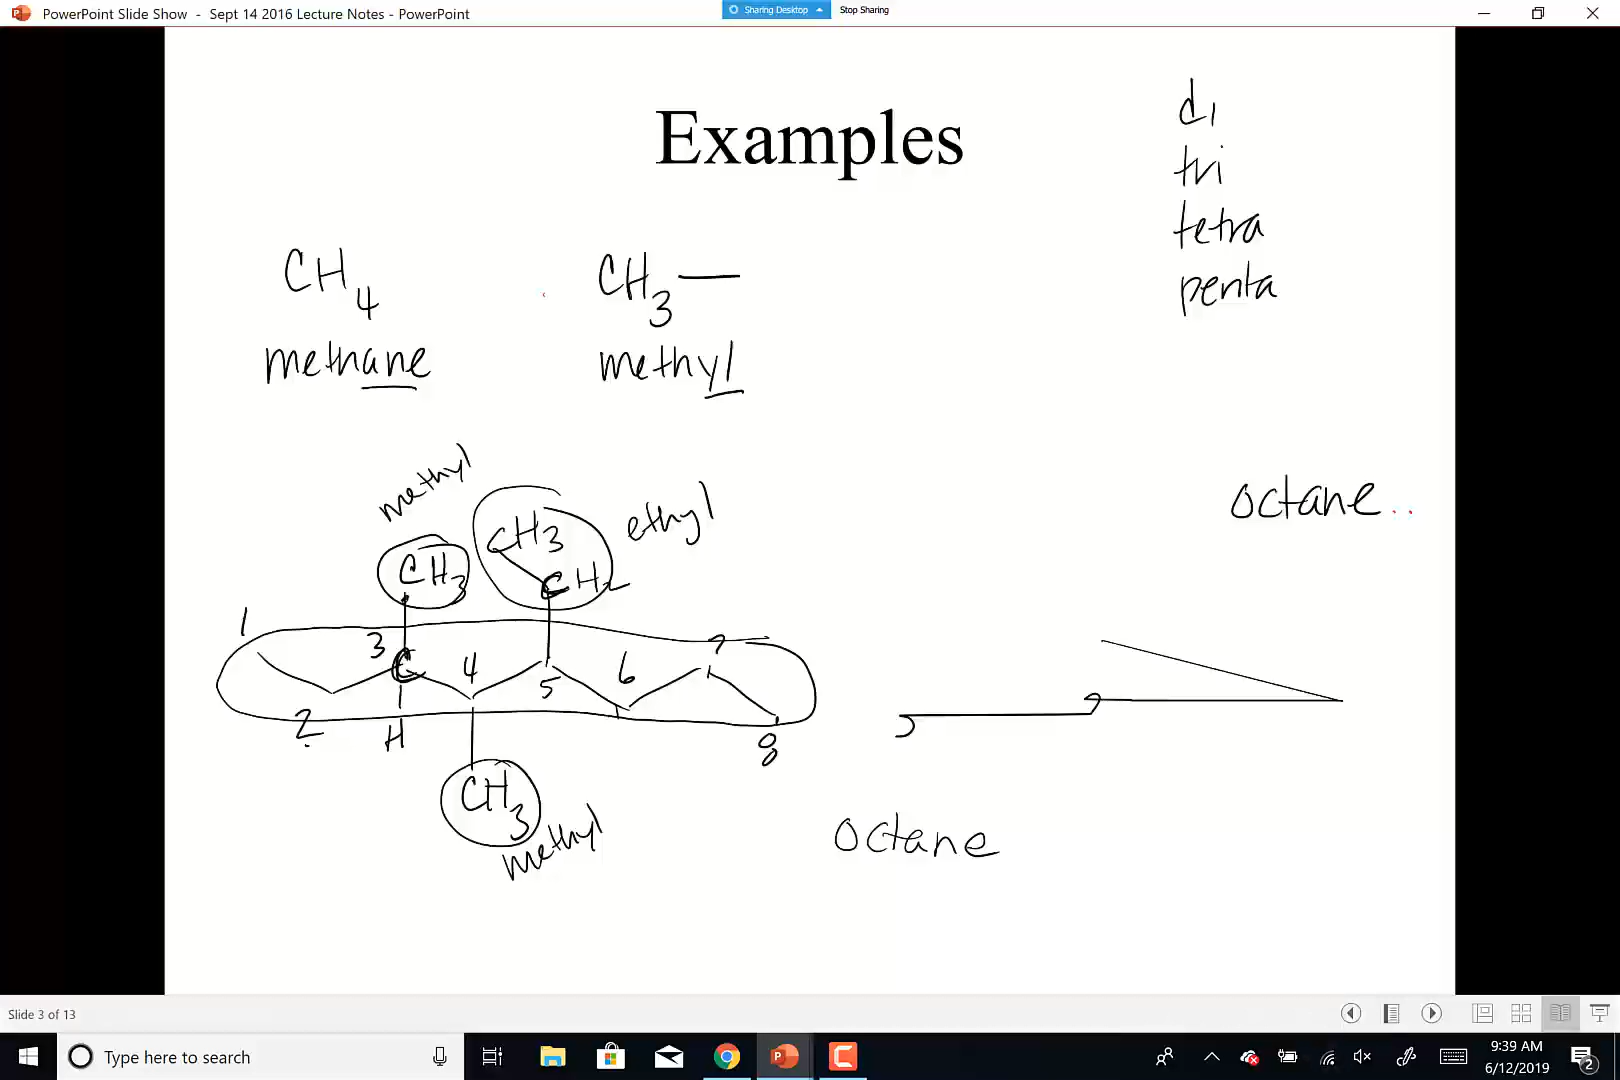 PowerPoint Slide Show - Sept 14 2016 Lecture Notes - PowerPoint
Sharing Desktop
Stop Sharing
Examples
di
tri
tetra
penta
CH4
CH3—
methane
methyl
methyl
CH3
ethyl
octane..
CH3
CH2
1
3
C
4
5
6
7
2
H
8
CH3
methyl
octane
Slide 3 of 13
Type here to search
9:39 AM
6/12/2019
2